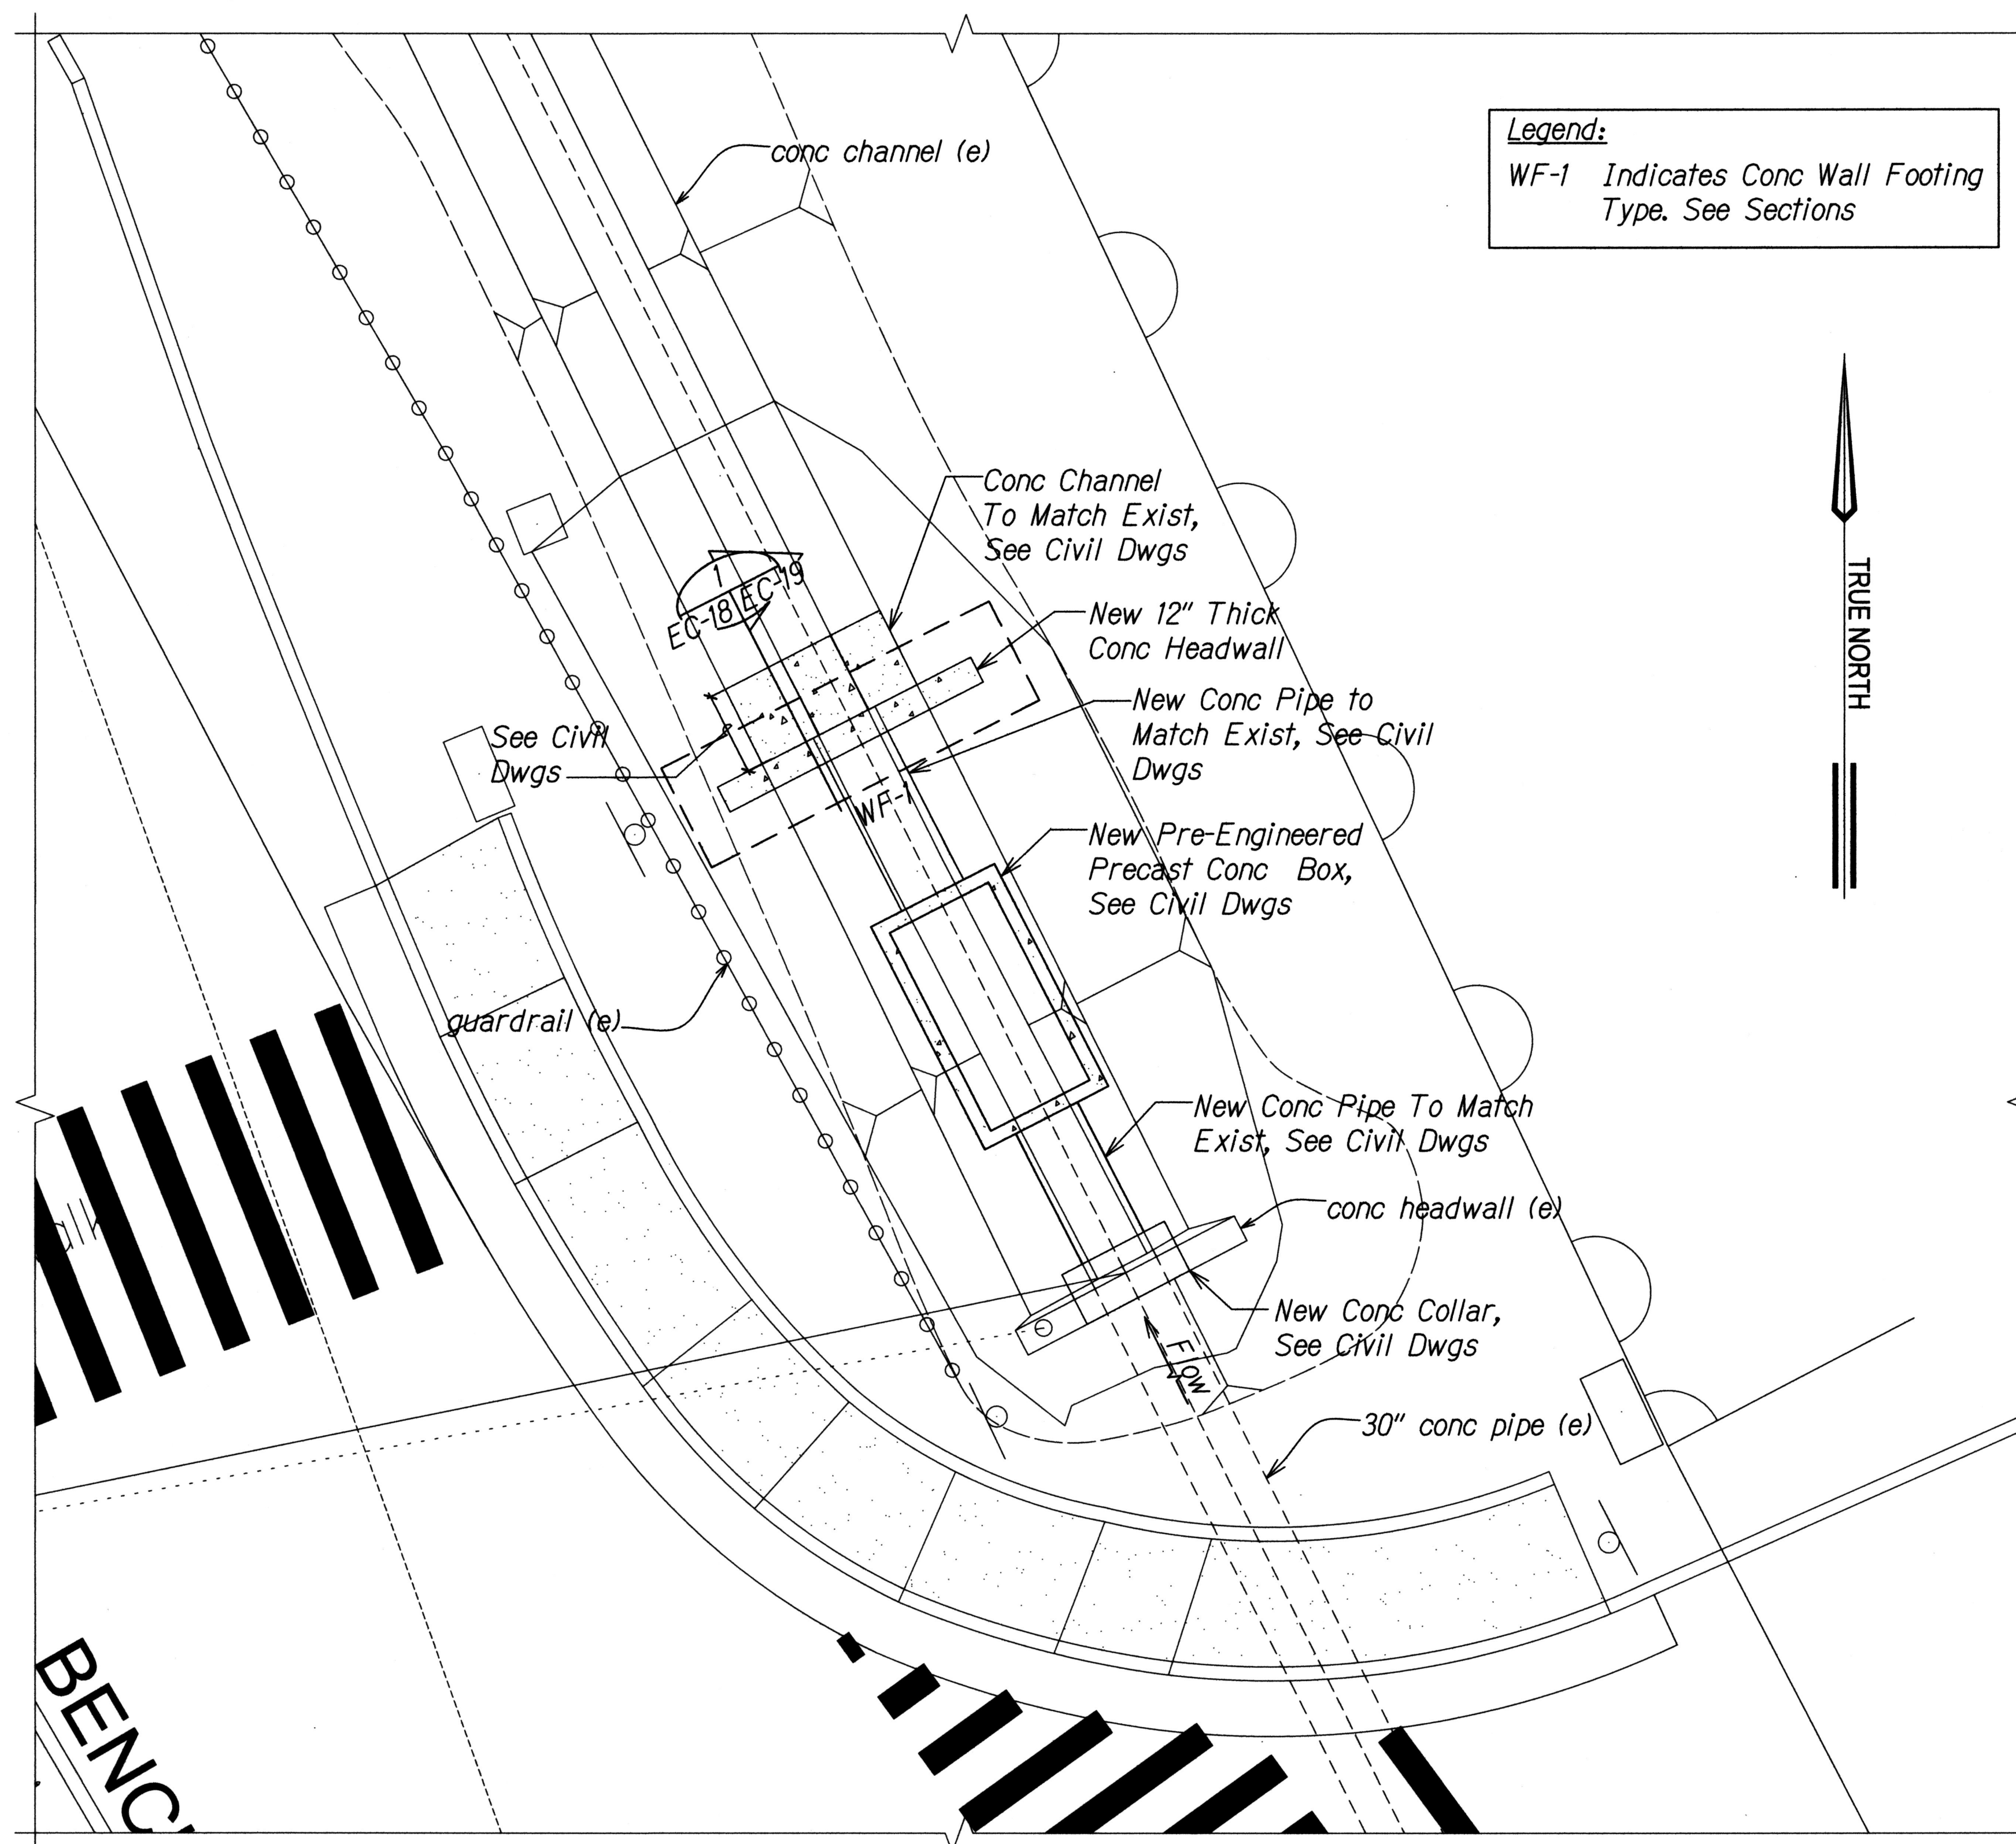 conc channel (e)
Legend:
WF-1 Indicates Conc Wall Footing
Type. See Sections
Conc Channel
To Match Exist,
See Civil Dwgs
1
EC-18 EC-19
New 12" Thick
Conc Headwall
TRUE NORTH
New Conc Pipe to
Match Exist, See Civil
Dwgs
See Civil
Dwgs
WF-1
New Pre-Engineered
Precast Conc Box,
See Civil Dwgs
guardrail (e)
New Conc Pipe To Match
Exist, See Civil Dwgs
conc headwall (e)
New Conc Collar,
See Civil Dwgs
Flow
30" conc pipe (e)
BENC